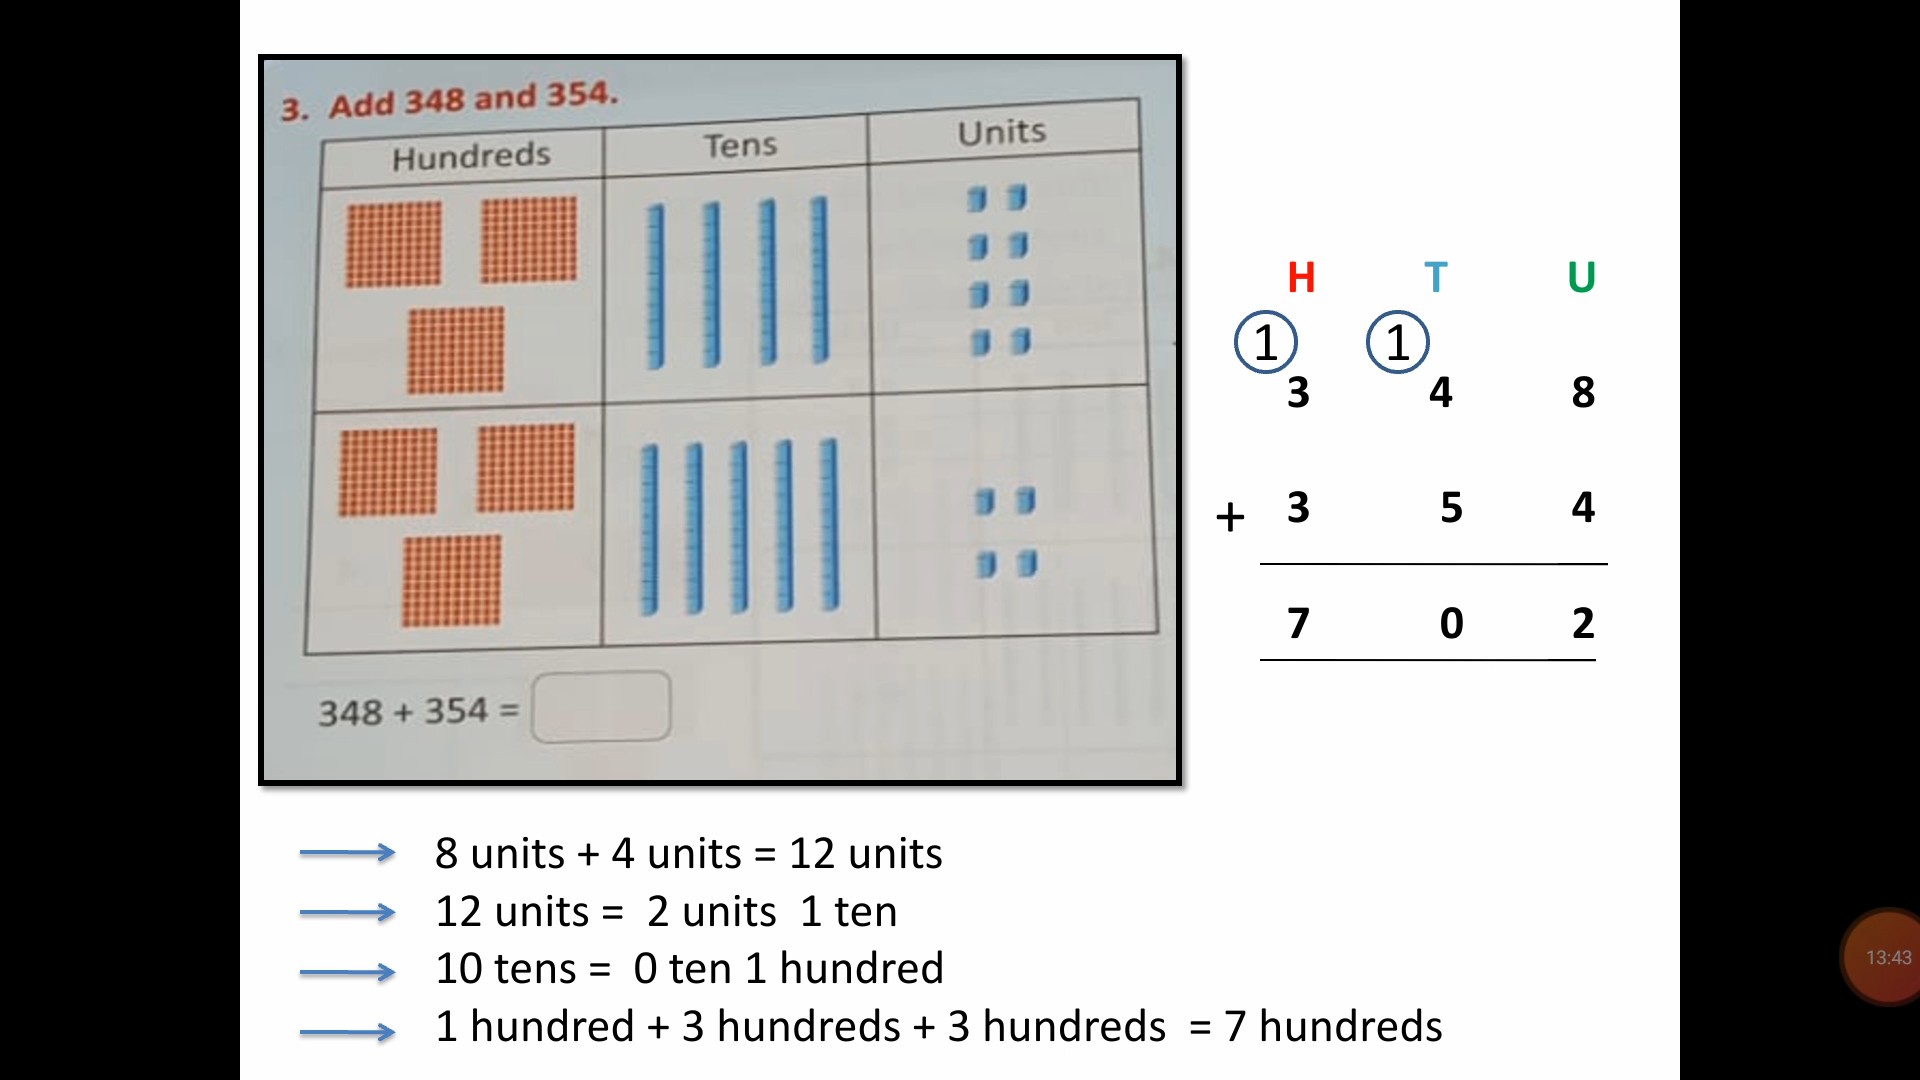 3. Add 348 and 354.
Hundreds Tens Units
348 + 354 =
H T U
1 1
3 4 8
+ 3 5 4
7 0 2
8 units + 4 units = 12 units
12 units = 2 units 1 ten
10 tens = 0 ten 1 hundred
1 hundred + 3 hundreds + 3 hundreds = 7 hundreds
13:43